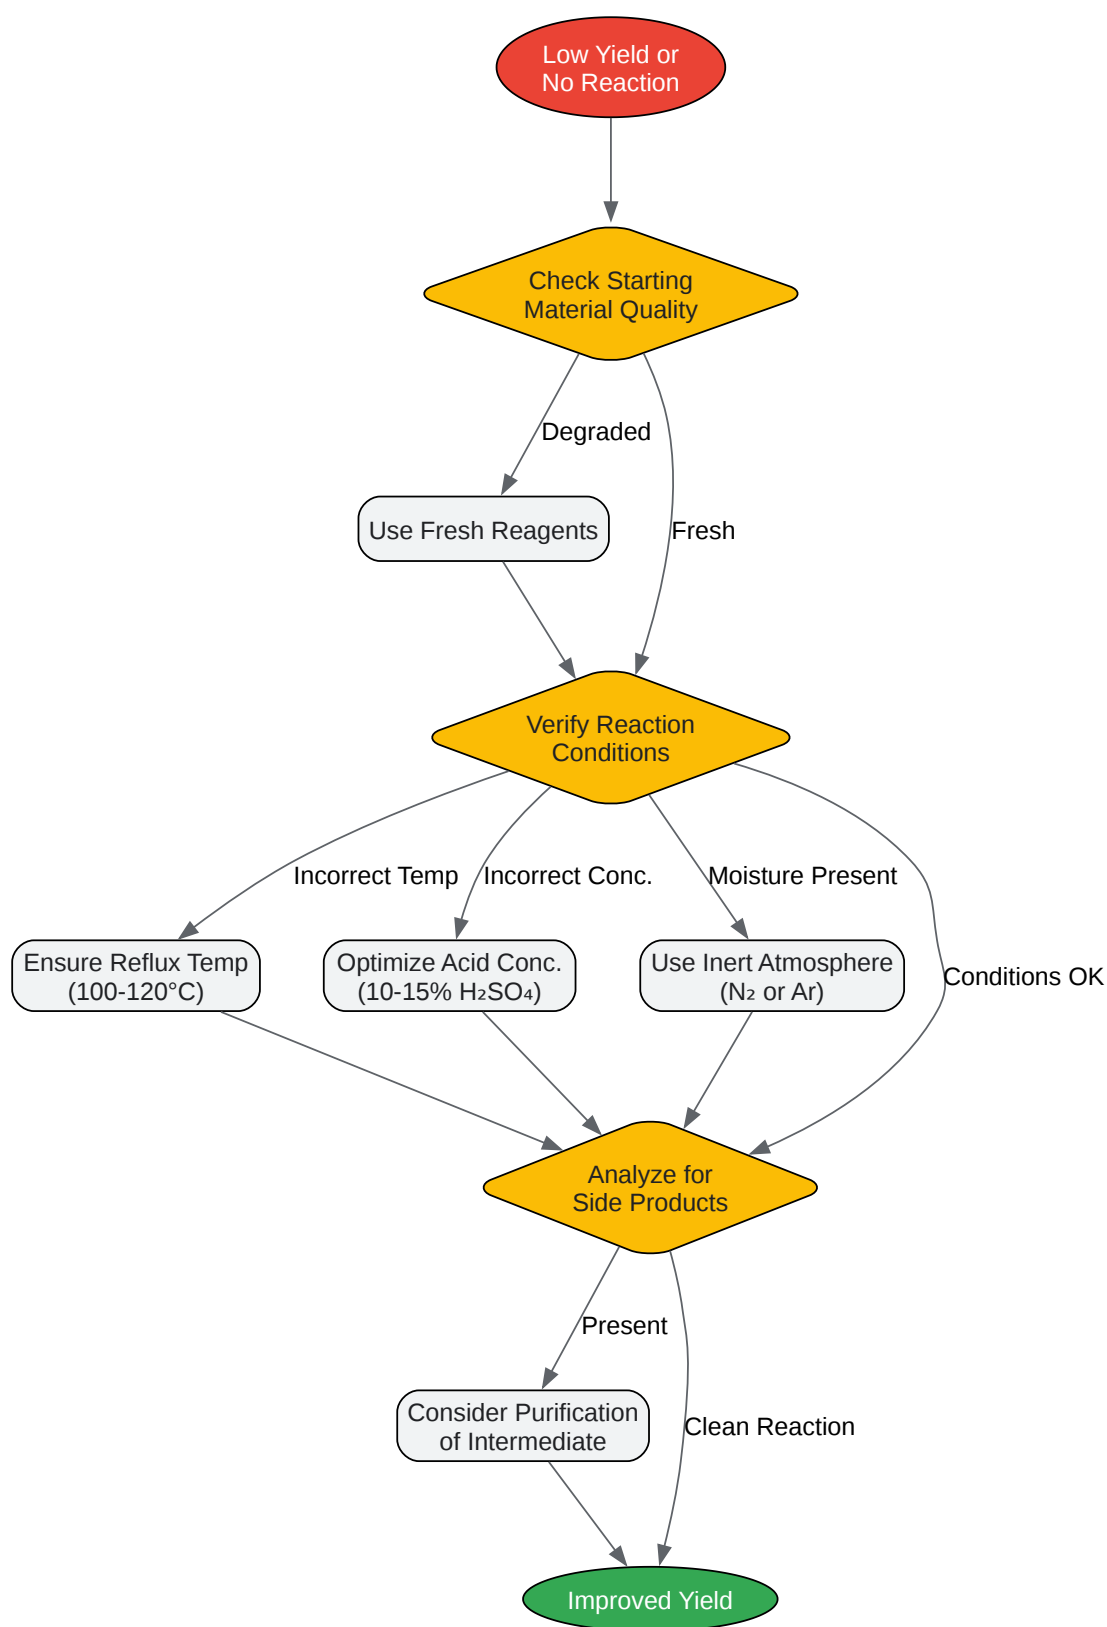 Low Yield or
No Reaction
Check Starting
Material Quality
Degraded
Use Fresh Reagents
Fresh
Verify Reaction
Conditions
Incorrect Temp
Incorrect Conc.
Moisture Present
Ensure Reflux Temp
(100-120°C)
Optimize Acid Conc.
(10-15% H₂SO₄)
Use Inert Atmosphere
(N₂ or Ar)
Conditions OK
Analyze for
Side Products
Present
Consider Purification
of Intermediate
Clean Reaction
Improved Yield